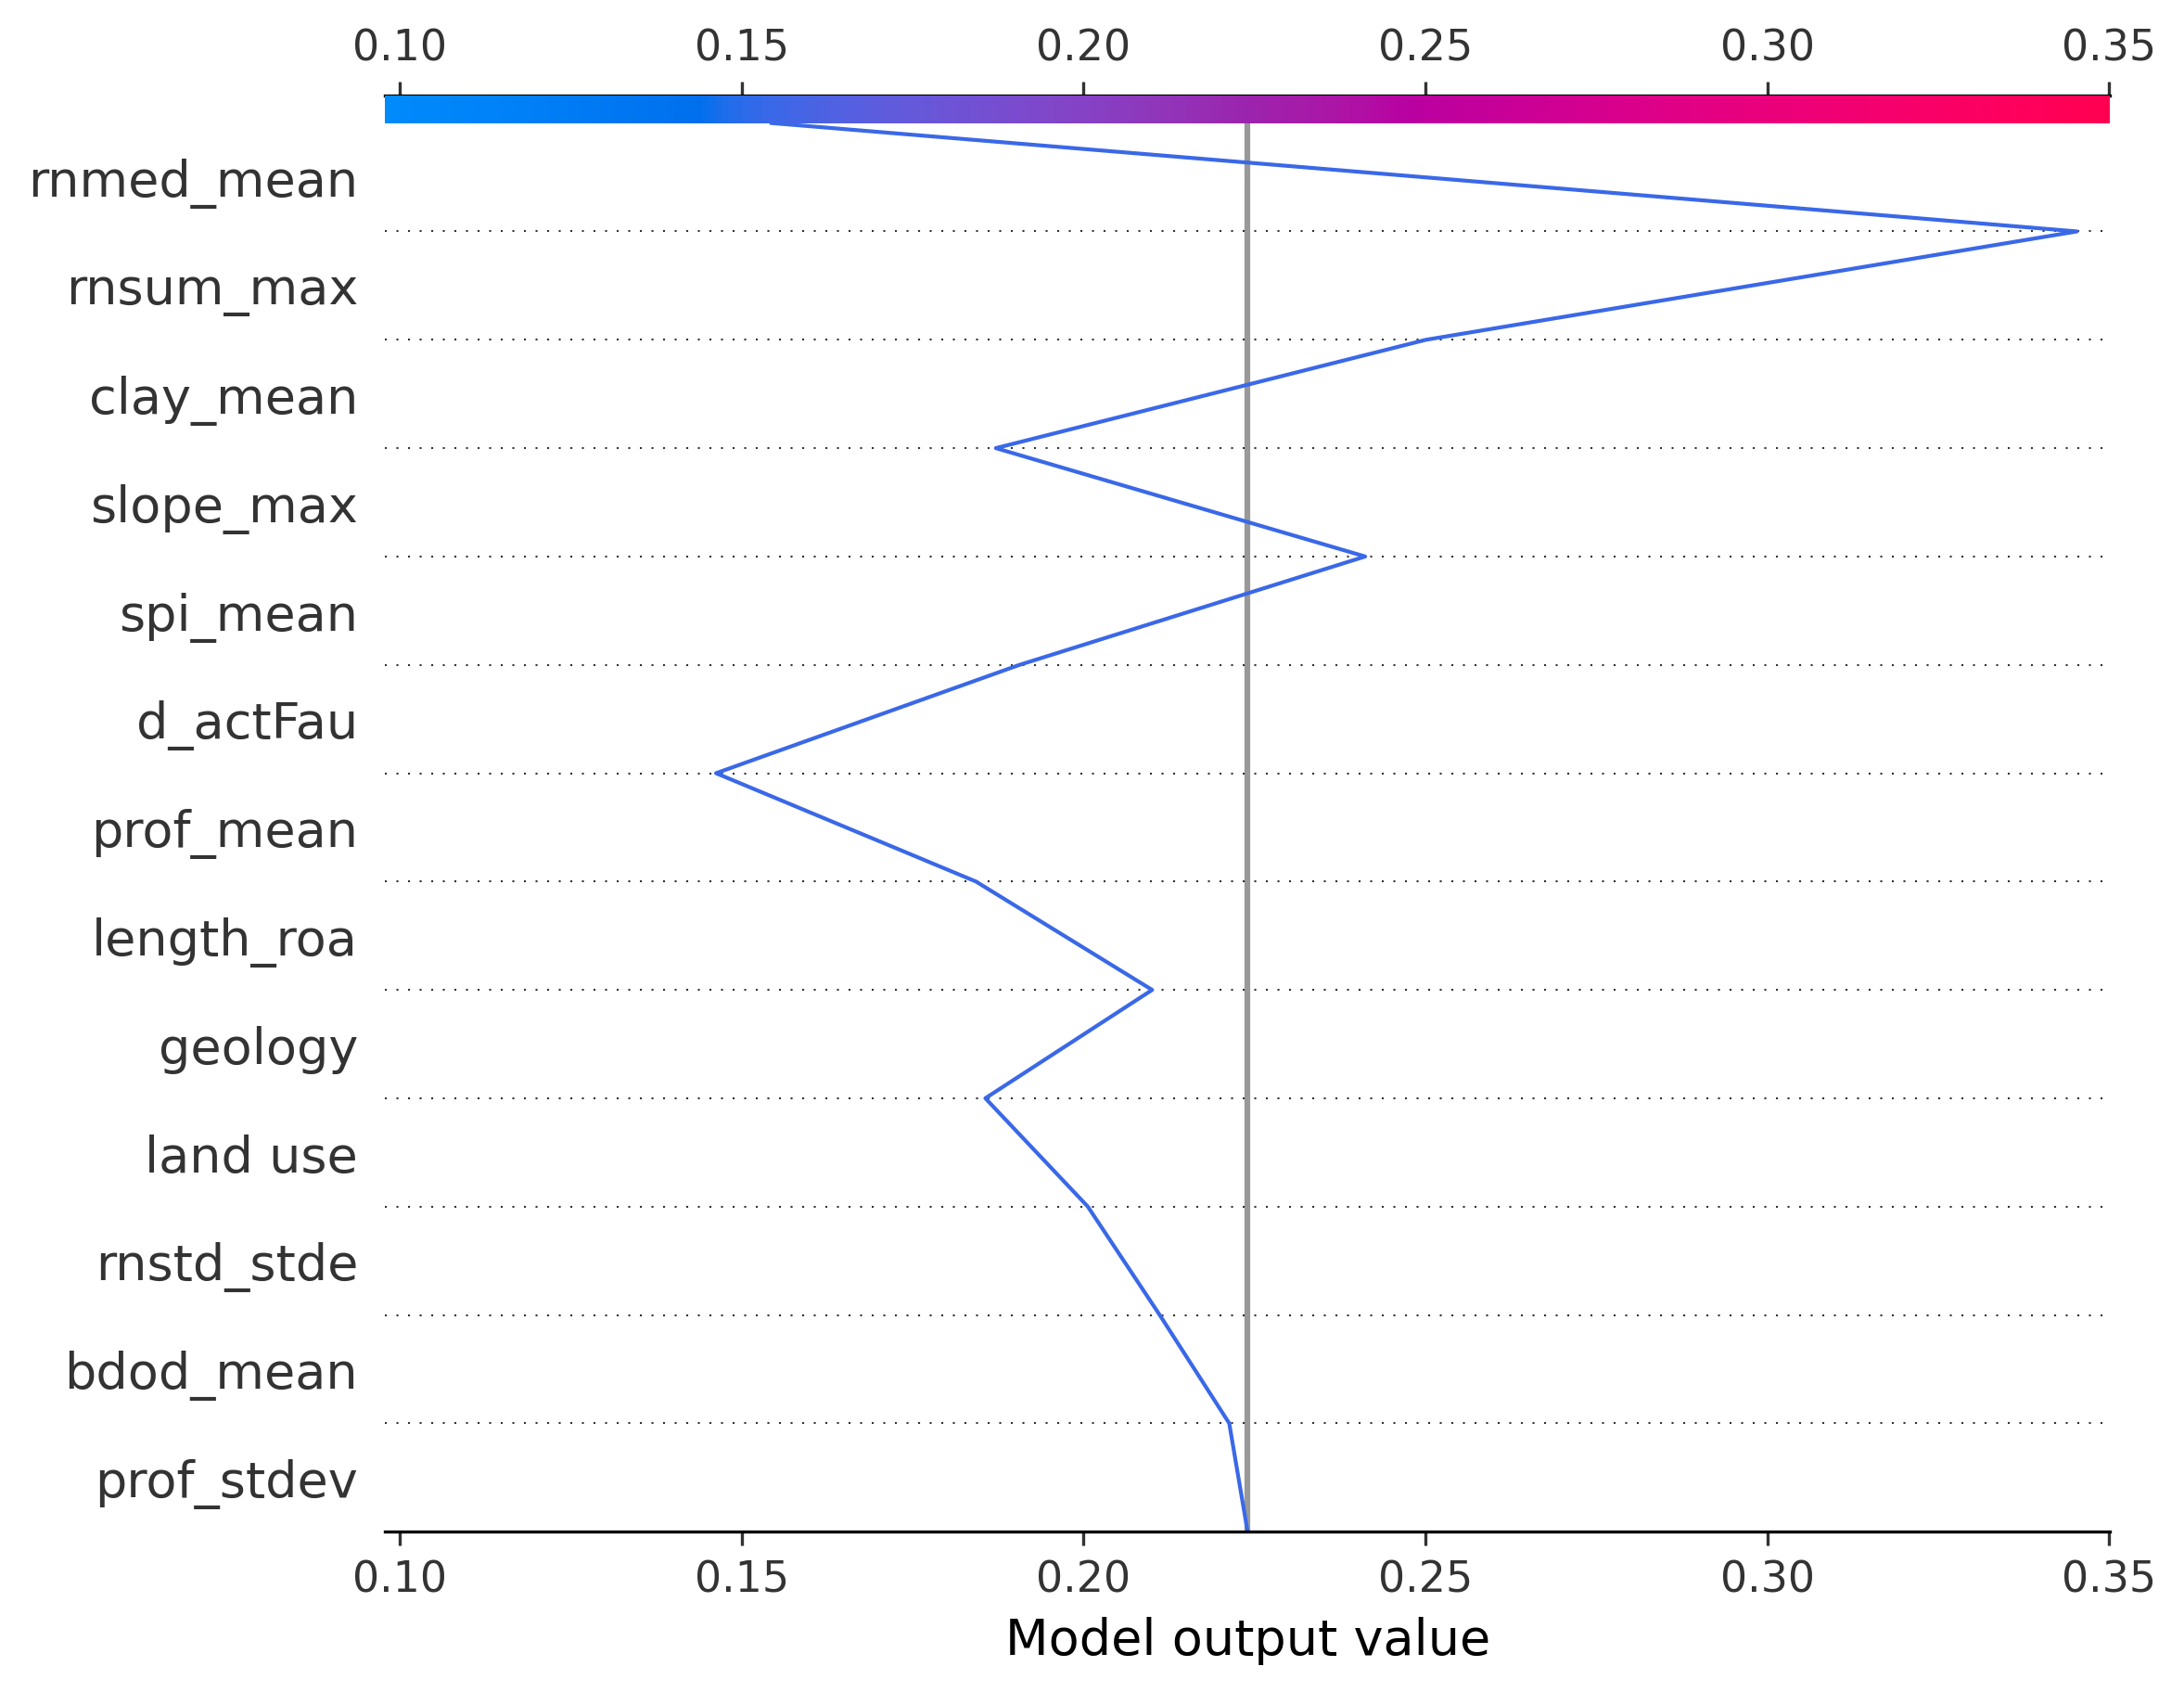 0.10 0.15 0.20 0.25 0.30 0.35
rnmed_mean
rnsum_max
clay_mean
slope_max
spi_mean
d_actFau
prof_mean
length_roa
geology
land use
rnstd_stde
bdod_mean
prof_stdev
0.10 0.15 0.20 0.25 0.30 0.35
Model output value